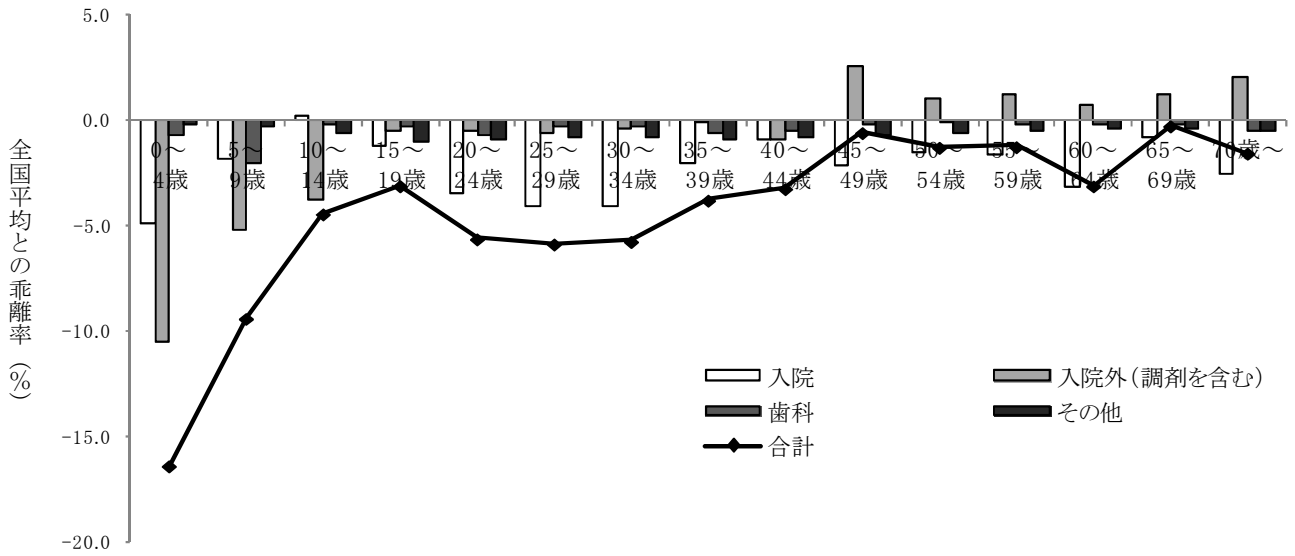 5.0
0.0
-5.0
-10.0
-15.0
-20.0
全国平均との乖離率（％）
0～
4歳
5～
9歳
10～
14歳
15～
19歳
20～
24歳
25～
29歳
30～
34歳
35～
39歳
40～
44歳
45～
49歳
50～
54歳
55～
59歳
60～
64歳
65～
69歳
70歳～
入院
入院外（調剤を含む）
歯科
その他
合計